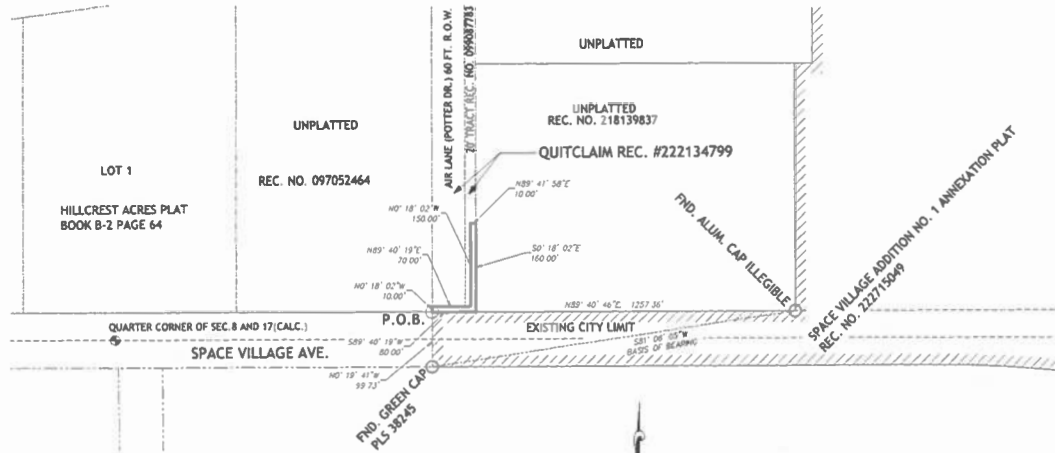 UNPLATTED
UNPLATTED
REC. NO. 218139837
UNPLATTED
REC. NO. 097052464
LOT 1
HILLCREST ACRES PLAT
BOOK B-2 PAGE 64
AIR LANE (POTTER DR.) 60 FT. R.O.W.
20' TRACT REC. NO. 099087783
QUITCLAIM REC. #222134799
N89° 41' 58"E
10.00'
N0° 18' 02"W
150.00'
N89° 40' 19"E
70.00'
S0° 18' 02"E
160.00'
N0° 18' 02"W
10.00'
N89° 40' 46"E, 1257.36'
FND. ALUM. CAP ILLEGIBLE
SPACE VILLAGE ADDITION NO. 1 ANNEXATION PLAT
REC. NO. 222715049
P.O.B.
QUARTER CORNER OF SEC. 8 AND 17(CALC.)
EXISTING CITY LIMIT
S89° 40' 19"W
80.00'
SPACE VILLAGE AVE.
S81° 06' 05"W
BASIS OF BEARING
N0° 19' 41"W
99.73'
FND. GREEN CAP
PLS 38245